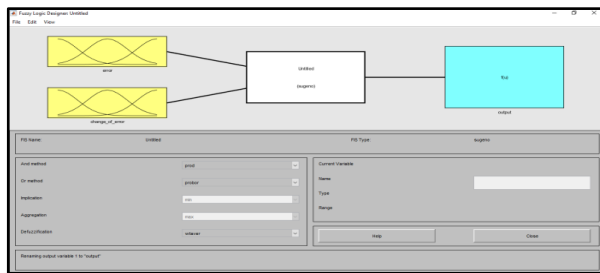 Fuzzy Logic Designer: Untitled
File Edit View
error
change_of_error
Untitled
(sugeno)
f(u)
output
FIS Name: Untitled FIS Type: sugeno
And method prod
Or method probor
Implication min
Aggregation max
Defuzzification wtaver
Current Variable
Name
Type
Range
Help Close
Renaming output variable 1 to "output"